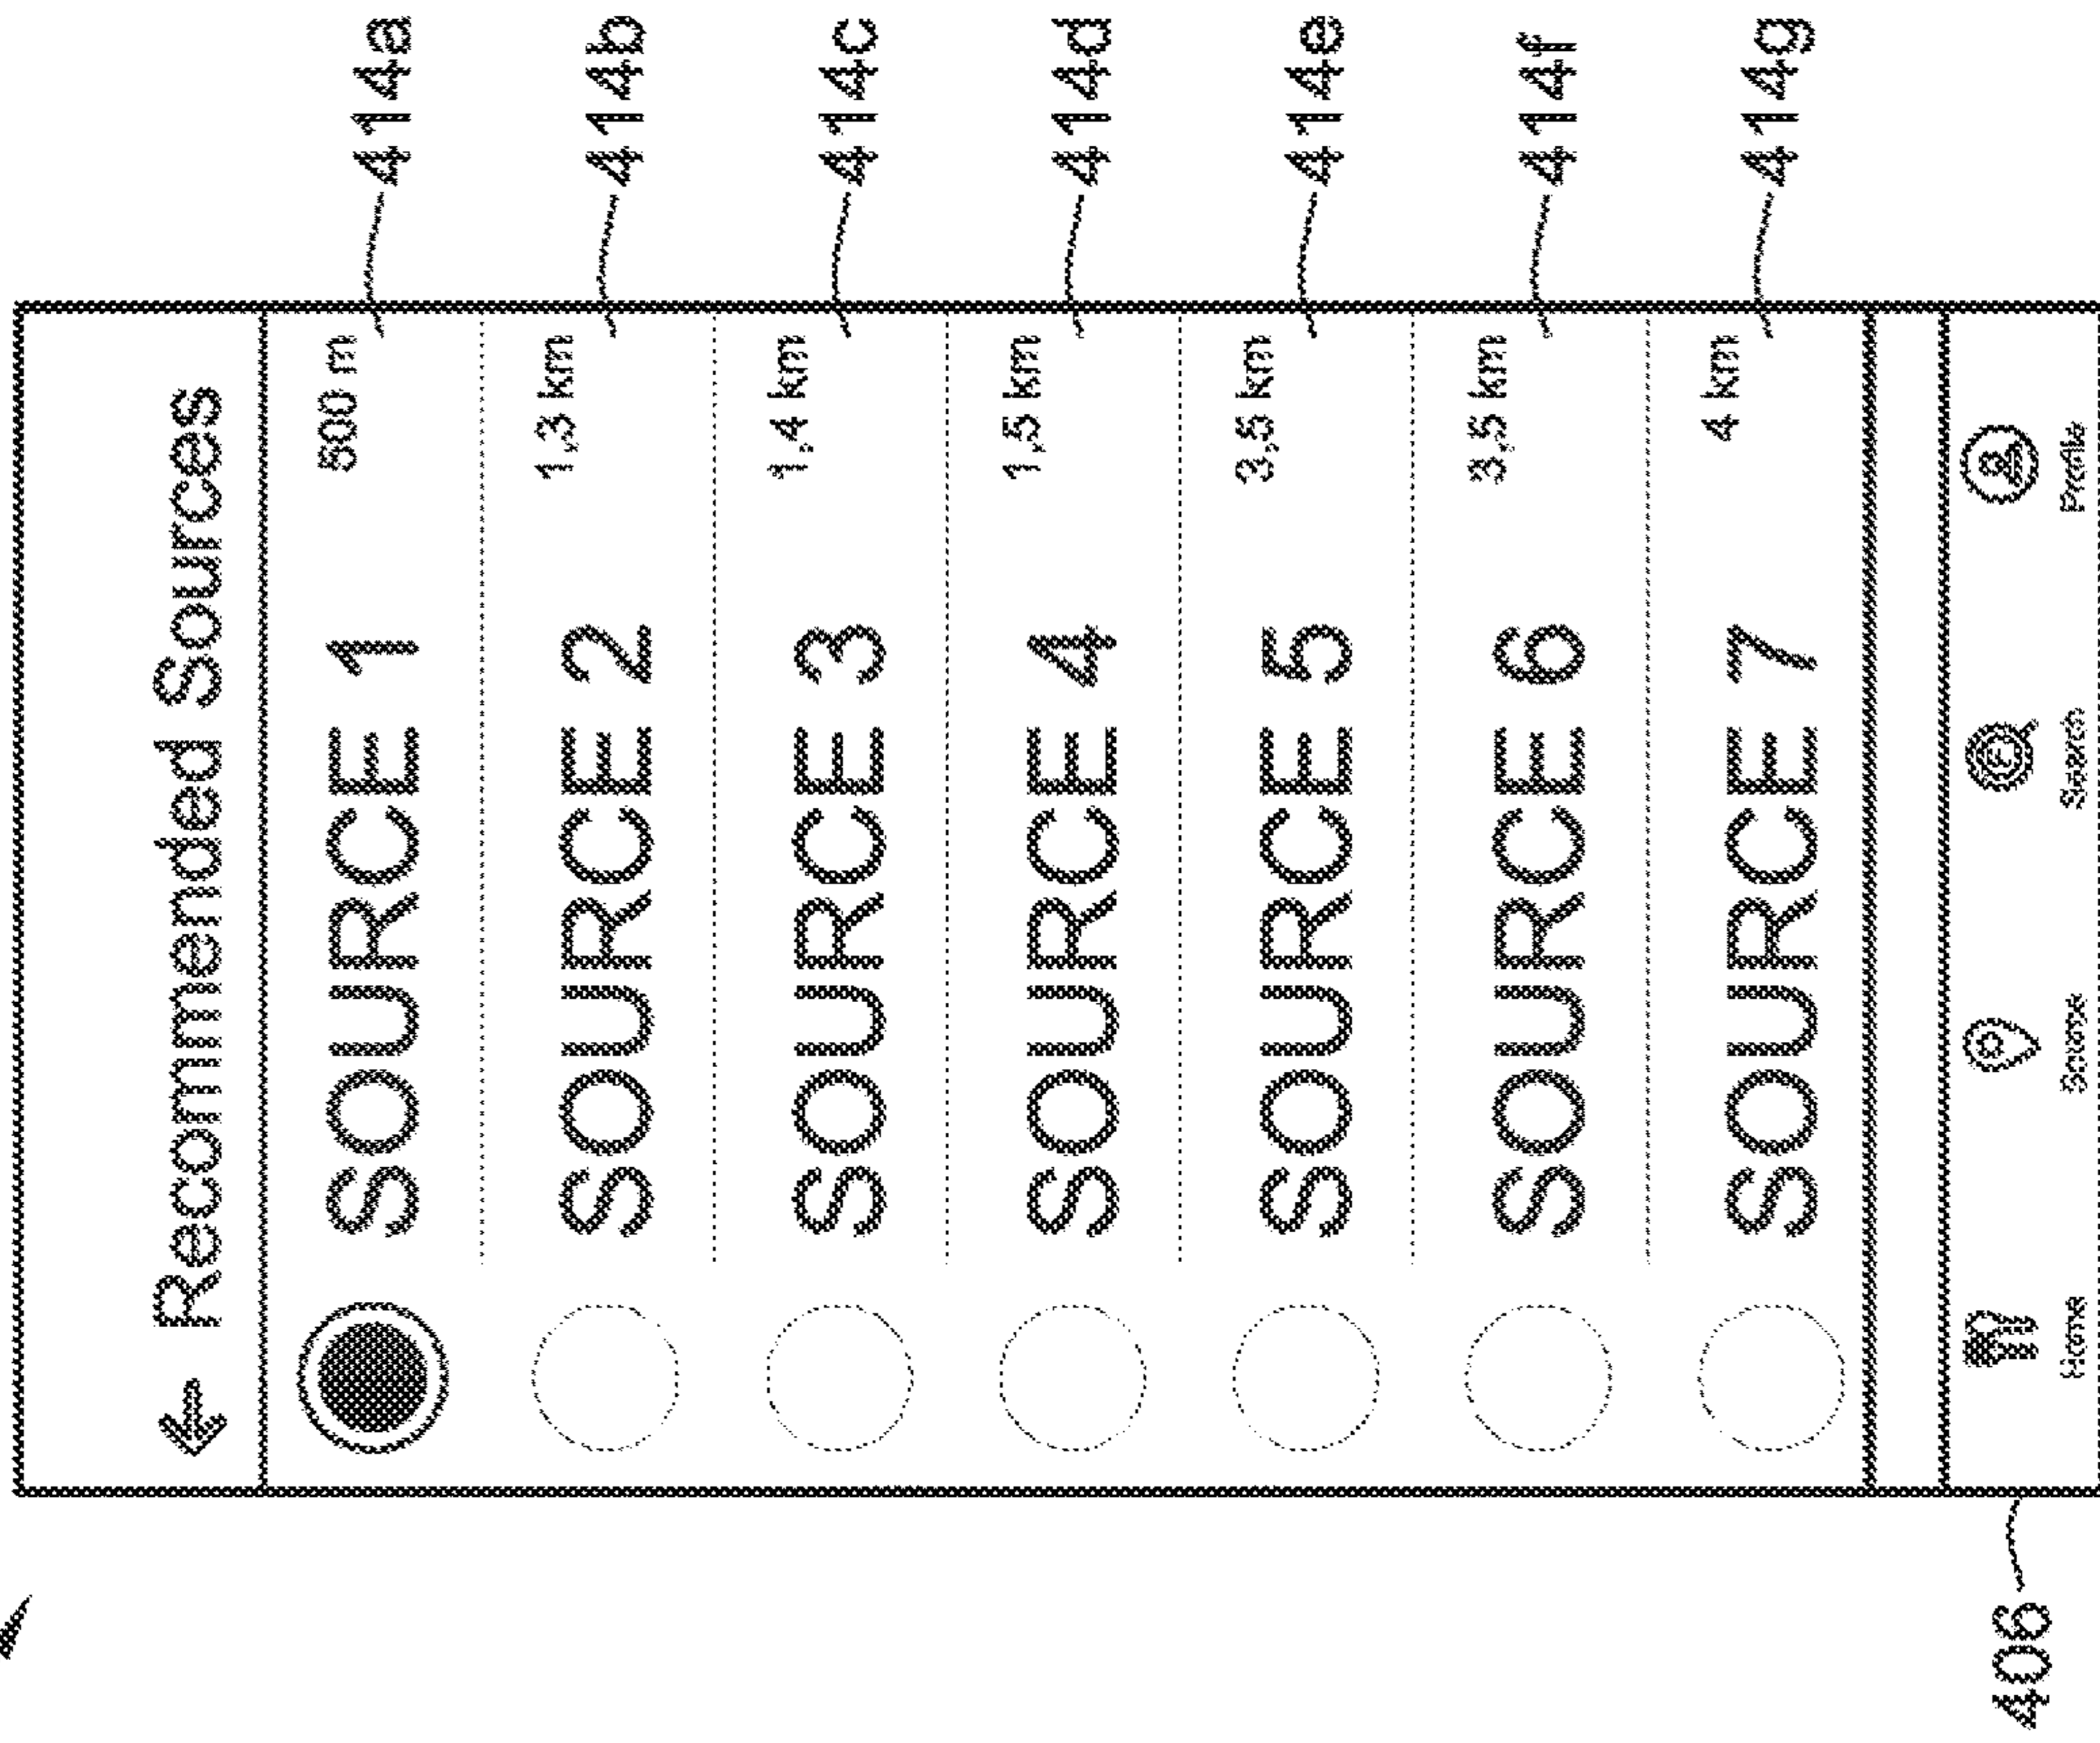 ← Recommended Sources
SOURCE 1 500 m 414a
SOURCE 2 1,3 km 414b
SOURCE 3 1,4 km 414c
SOURCE 4 1,5 km 414d
SOURCE 5 3,5 km 414e
SOURCE 6 3,5 km 414f
SOURCE 7 4 km 414g
406 Home Source Search Profile